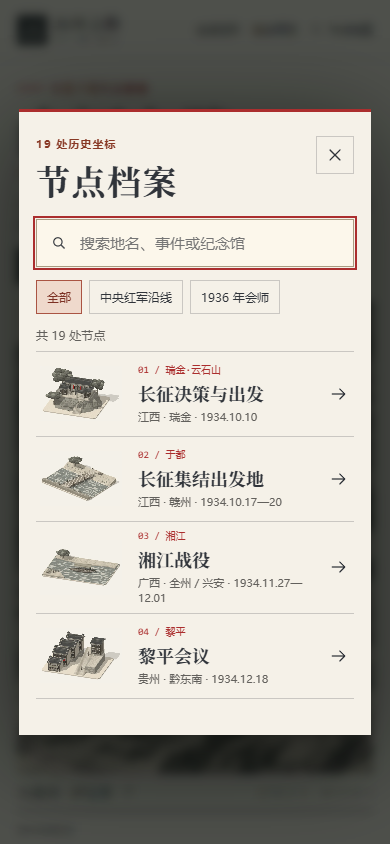 19 处历史坐标
节点档案
搜索地名、事件或纪念馆
全部
中央红军沿线
1936 年会师
共 19 处节点
01 / 瑞金·云石山
长征决策与出发
江西 · 瑞金 · 1934.10.10
02 / 于都
长征集结出发地
江西 · 赣州 · 1934.10.17—20
03 / 湘江
湘江战役
广西 · 全州 / 兴安 · 1934.11.27—
12.01
04 / 黎平
黎平会议
贵州 · 黔东南 · 1934.12.18